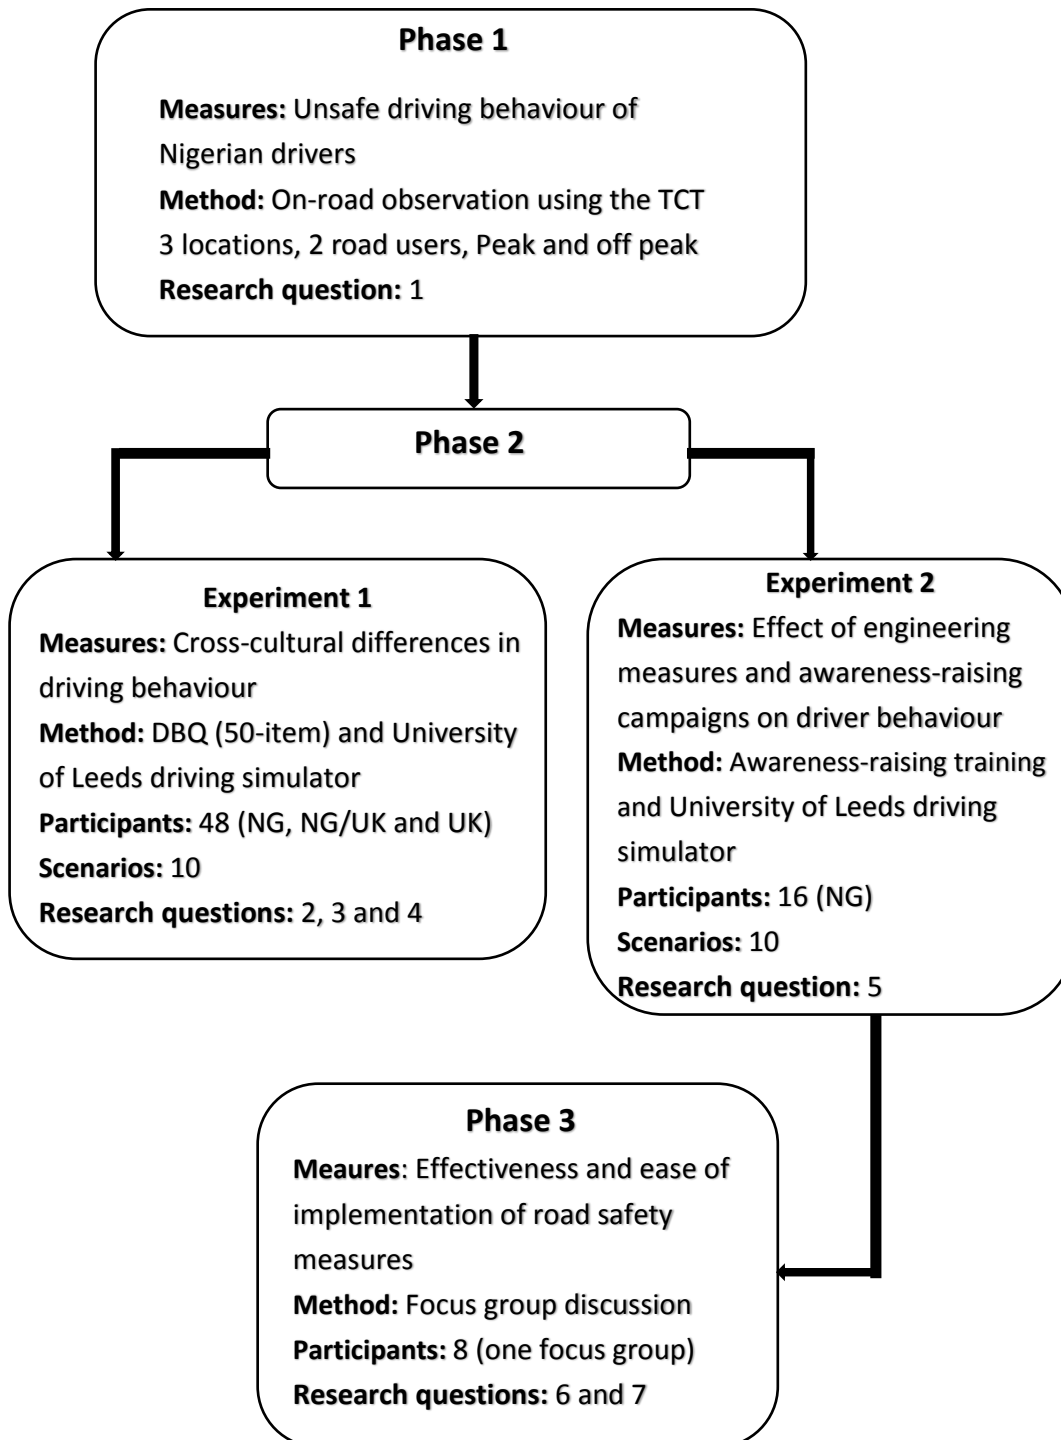 Phase 1
Measures: Unsafe driving behaviour of
Nigerian drivers
Method: On-road observation using the TCT
3 locations, 2 road users, Peak and off peak
Research question: 1
Phase 2
Experiment 1
Measures: Cross-cultural differences in
driving behaviour
Method: DBQ (50-item) and University
of Leeds driving simulator
Participants: 48 (NG, NG/UK and UK)
Scenarios: 10
Research questions: 2, 3 and 4
Experiment 2
Measures: Effect of engineering
measures and awareness-raising
campaigns on driver behaviour
Method: Awareness-raising training
and University of Leeds driving
simulator
Participants: 16 (NG)
Scenarios: 10
Research question: 5
Phase 3
Meaures: Effectiveness and ease of
implementation of road safety
measures
Method: Focus group discussion
Participants: 8 (one focus group)
Research questions: 6 and 7